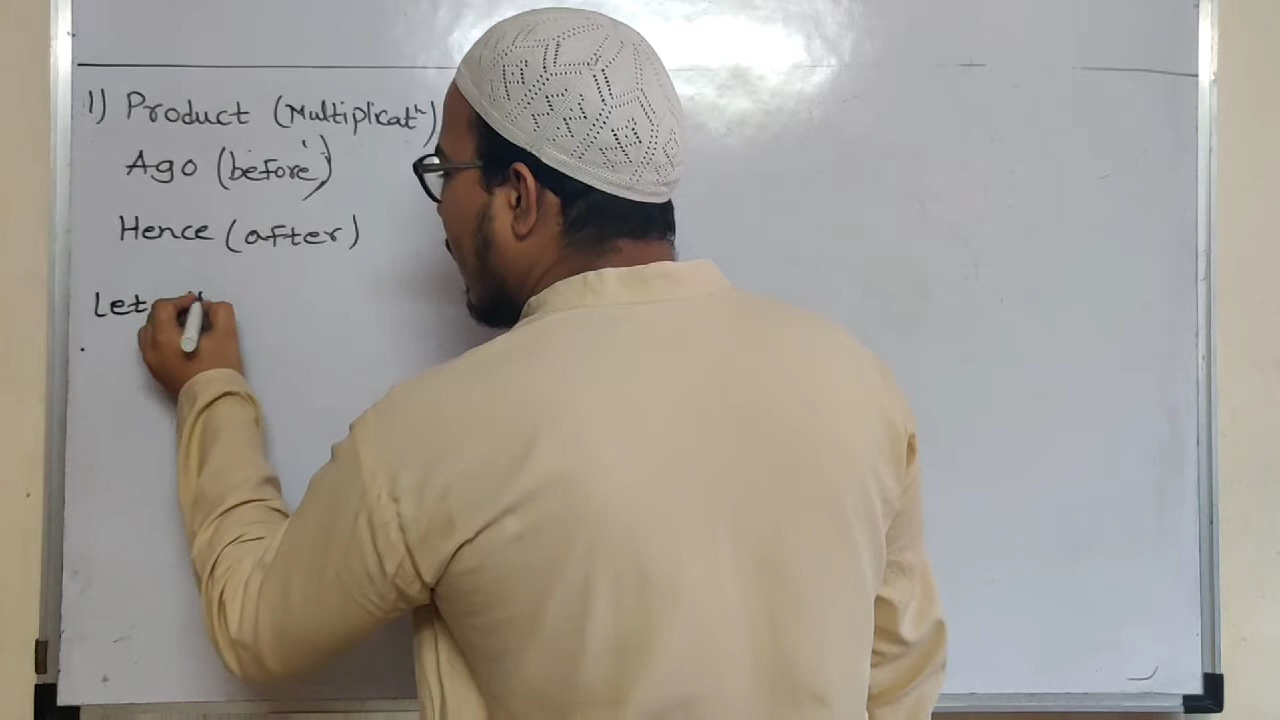 1) Product (Multiplicatⁿ)
Ago (before)
Hence (after)
Let